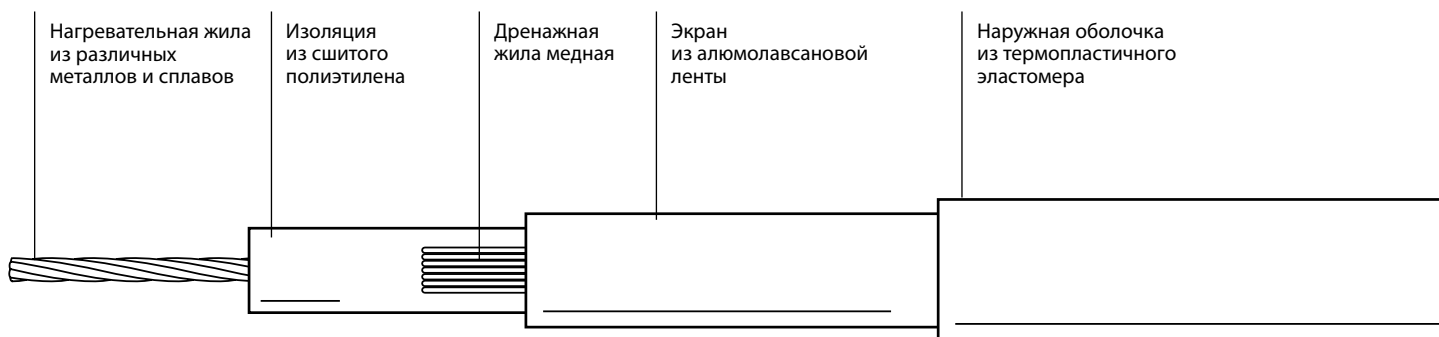 Нагревательная жила
из различных
металлов и сплавов
Изоляция
из сшитого
полиэтилена
Дренажная
жила медная
Экран
из алюмолавсановой
ленты
Наружная оболочка
из термопластичного
эластомера